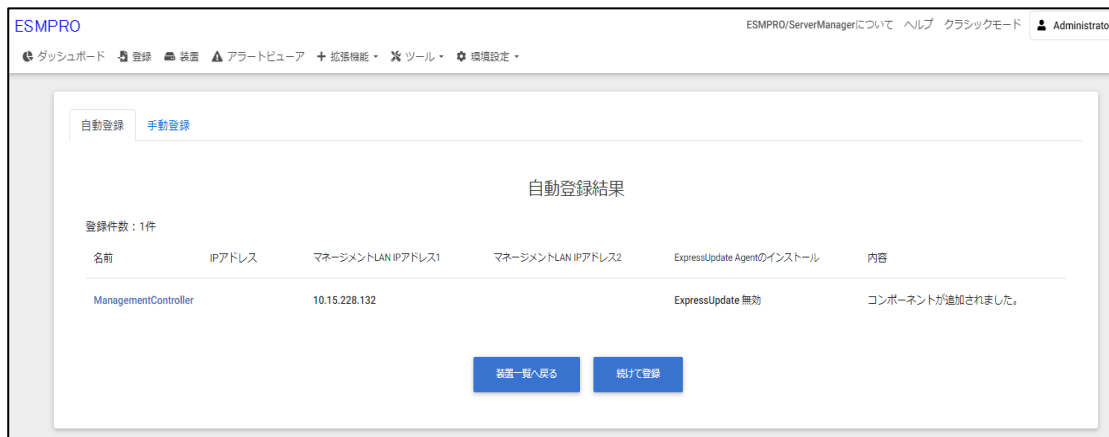 ESMPRO
ESMPRO/ServerManagerについて ヘルプ クラシックモード Administrato
ダッシュボード 登録 装置 アラートビューア 拡張機能 ツール 環境設定
自動登録 手動登録
自動登録結果
登録件数：1件
名前 IPアドレス マネージメントLAN IPアドレス1 マネージメントLAN IPアドレス2 ExpressUpdate Agentのインストール 内容
ManagementController 10.15.228.132 ExpressUpdate 無効 コンポーネントが追加されました。
装置一覧へ戻る 続けて登録